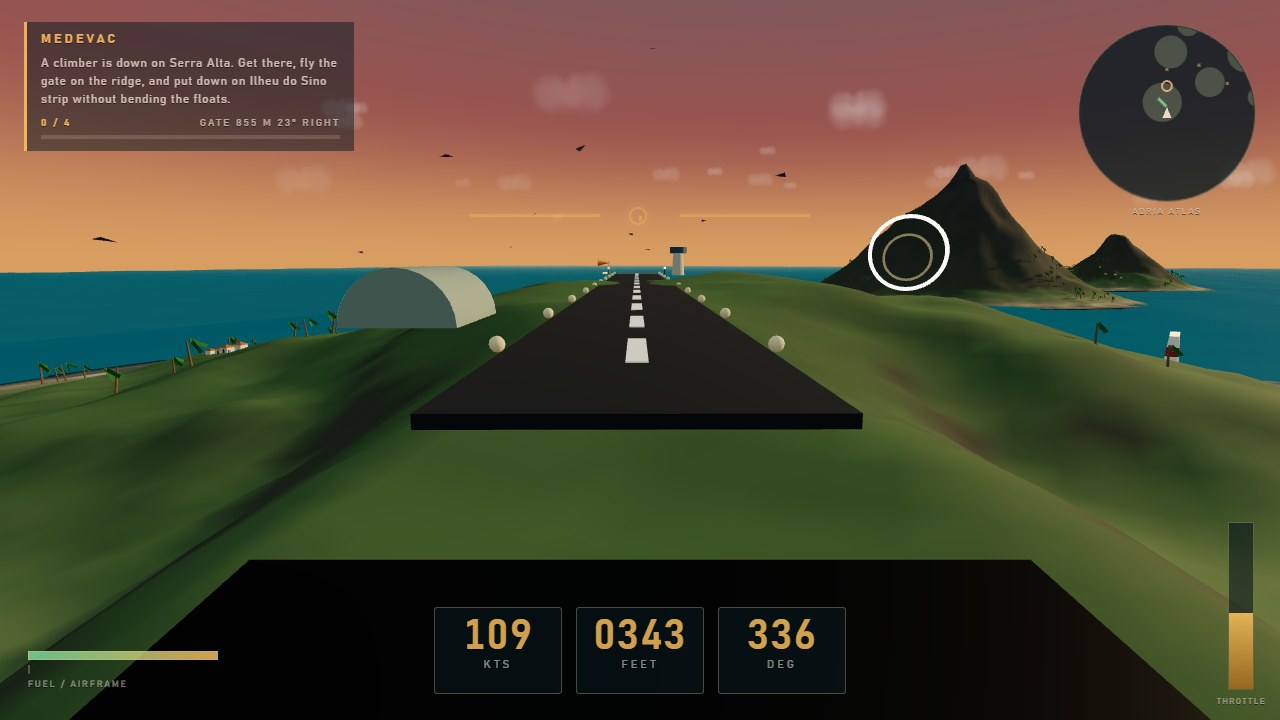 MEDEVAC
A climber is down on Serra Alta. Get there, fly the
gate on the ridge, and put down on Ilheu do Sino
strip without bending the floats.
0 / 4 GATE 855 M 23° RIGHT
ADRIA ATLAS
109 0343 336
KTS FEET DEG
FUEL / AIRFRAME
THROTTLE